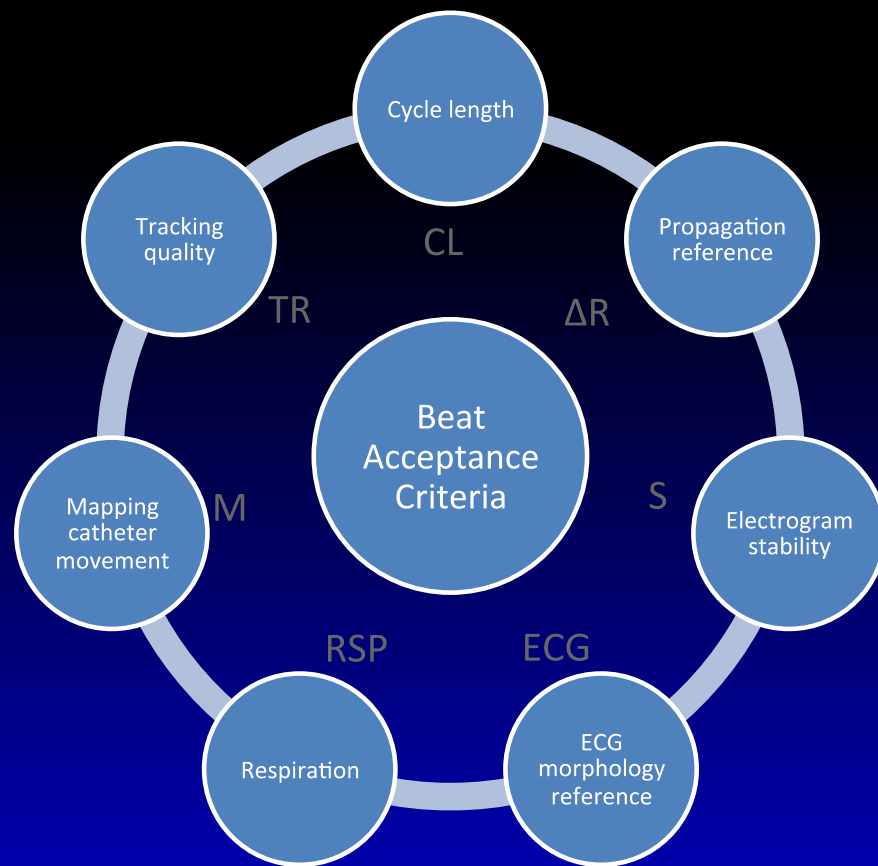 Cycle length
Tracking
quality
Propagation
reference
CL
TR
ΔR
Beat
Acceptance
Criteria
Mapping
catheter
movement
M
S
Electrogram
stability
RSP
ECG
Respiration
ECG
morphology
reference